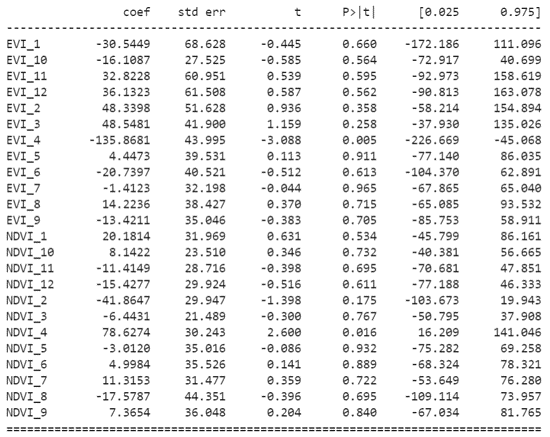 coef std err t P>|t| [0.025 0.975]
------------------------------------------------------------------------------
EVI_1 -30.5449 68.628 -0.445 0.660 -172.186 111.096
EVI_10 -16.1087 27.525 -0.585 0.564 -72.917 40.699
EVI_11 32.8228 60.951 0.539 0.595 -92.973 158.619
EVI_12 36.1323 61.508 0.587 0.562 -90.813 163.078
EVI_2 48.3398 51.628 0.936 0.358 -58.214 154.894
EVI_3 48.5481 41.900 1.159 0.258 -37.930 135.026
EVI_4 -135.8681 43.995 -3.088 0.005 -226.669 -45.068
EVI_5 4.4473 39.531 0.113 0.911 -77.140 86.035
EVI_6 -20.7397 40.521 -0.512 0.613 -104.370 62.891
EVI_7 -1.4123 32.198 -0.044 0.965 -67.865 65.040
EVI_8 14.2236 38.427 0.370 0.715 -65.085 93.532
EVI_9 -13.4211 35.046 -0.383 0.705 -85.753 58.911
NDVI_1 20.1814 31.969 0.631 0.534 -45.799 86.161
NDVI_10 8.1422 23.510 0.346 0.732 -40.381 56.665
NDVI_11 -11.4149 28.716 -0.398 0.695 -70.681 47.851
NDVI_12 -15.4277 29.924 -0.516 0.611 -77.188 46.333
NDVI_2 -41.8647 29.947 -1.398 0.175 -103.673 19.943
NDVI_3 -6.4431 21.489 -0.300 0.767 -50.795 37.908
NDVI_4 78.6274 30.243 2.600 0.016 16.209 141.046
NDVI_5 -3.0120 35.016 -0.086 0.932 -75.282 69.258
NDVI_6 4.9984 35.526 0.141 0.889 -68.324 78.321
NDVI_7 11.3153 31.477 0.359 0.722 -53.649 76.280
NDVI_8 -17.5787 44.351 -0.396 0.695 -109.114 73.957
NDVI_9 7.3654 36.048 0.204 0.840 -67.034 81.765
==============================================================================